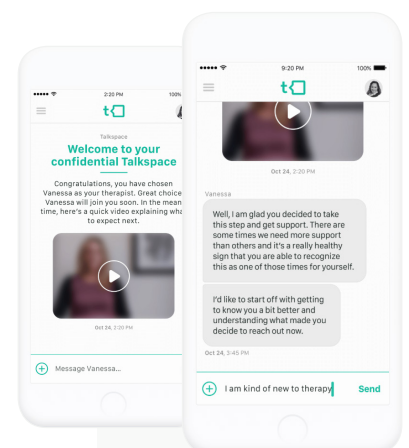 2:20 PM
100%
t
Talkspace
Welcome to your
confidential Talkspace
Congratulations, you have chosen
Vanessa as your therapist. Great choice
Vanessa will join you soon. In the mean
time, here's a quick video explaining
to expect next.
Oct 24, 2:20 PM
Message Vanessa...
9:20 PM
100%
t
Oct 24, 2:20 PM
Vanessa
Well, I am glad you decided to take
this step and get support. There are
some times we need more support
than others and it's a really healthy
sign that you are able to recognize
this as one of those times for yourself.
I'd like to start off with getting
to know you a bit better and
understanding what made you
decide to reach out now.
Oct 24, 3:45 PM
I am kind of new to therapy
Send